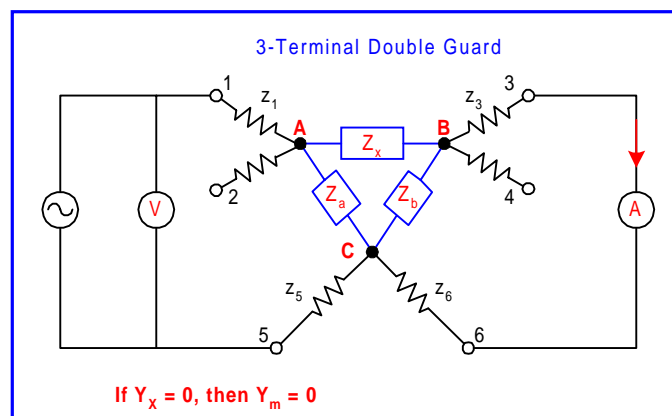 3-Terminal Double Guard
1
z1
A
Zx
B
z3
3
2
4
V
Za
Zb
A
C
z5
z6
5
6
If YX = 0, then Ym = 0